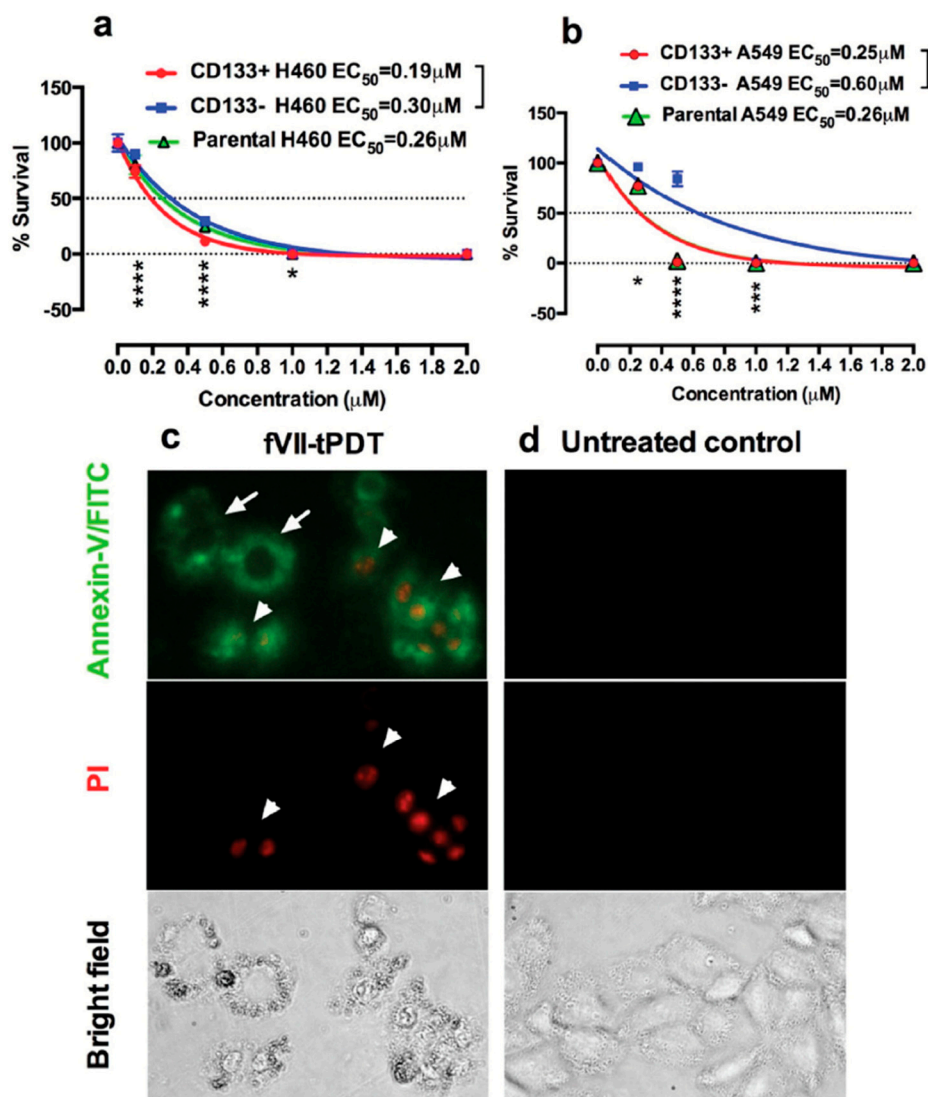 a
CD133+ H460 EC50=0.19μM
CD133- H460 EC50=0.30μM
Parental H460 EC50=0.26μM
% Survival
150
100
50
0
-50
****
****
*
0.0 0.2 0.4 0.6 0.8 1.0 1.2 1.4 1.6 1.8 2.0
Concentration (μM)
b
CD133+ A549 EC50=0.25μM
CD133- A549 EC50=0.60μM
Parental A549 EC50=0.26μM
% Survival
150
100
50
0
-50
*
****
***
0.0 0.2 0.4 0.6 0.8 1.0 1.2 1.4 1.6 1.8 2.0
Concentration (μM)
c fVII-tPDT
d Untreated control
Annexin-V/FITC
PI
Bright field